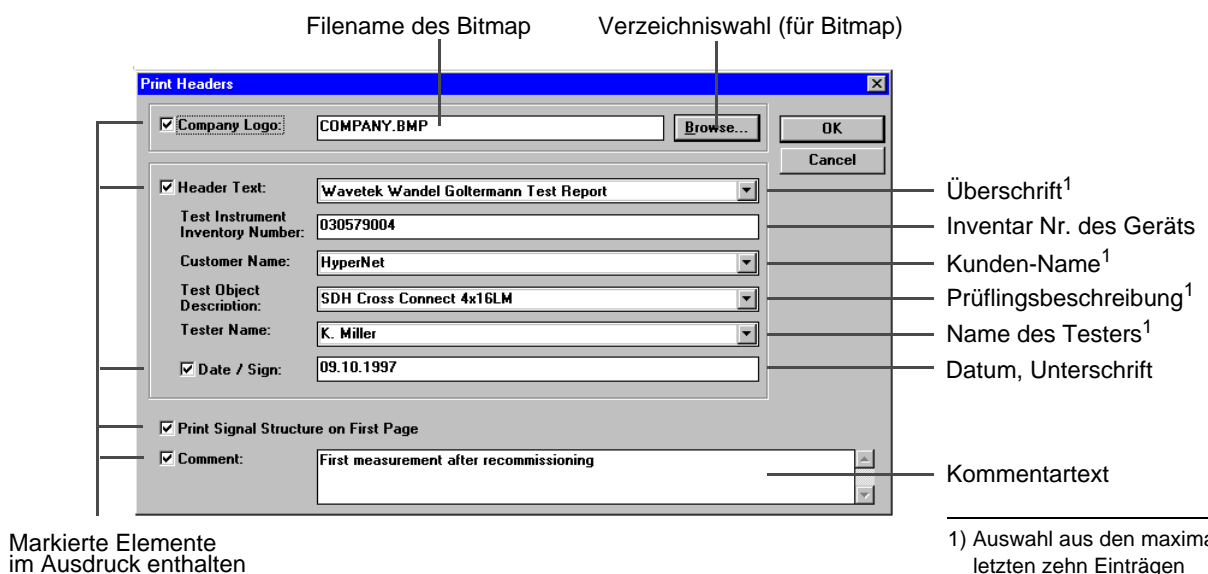 Filename des Bitmap
Verzeichniswahl (für Bitmap)
Print Headers
Company Logo:
COMPANY.BMP
Browse...
OK
Cancel
Header Text:
Wavetek Wandel Goltermann Test Report
Überschrift1
Test Instrument
Inventory Number:
030579004
Inventar Nr. des Geräts
Customer Name:
HyperNet
Kunden-Name1
Test Object
Description:
SDH Cross Connect 4x16LM
Prüflingsbeschreibung1
Tester Name:
K. Miller
Name des Testers1
Date / Sign:
09.10.1997
Datum, Unterschrift
Print Signal Structure on First Page
Comment:
First measurement after recommissioning
Kommentartext
Markierte Elemente
im Ausdruck enthalten
1) Auswahl aus den maxima
letzten zehn Einträgen